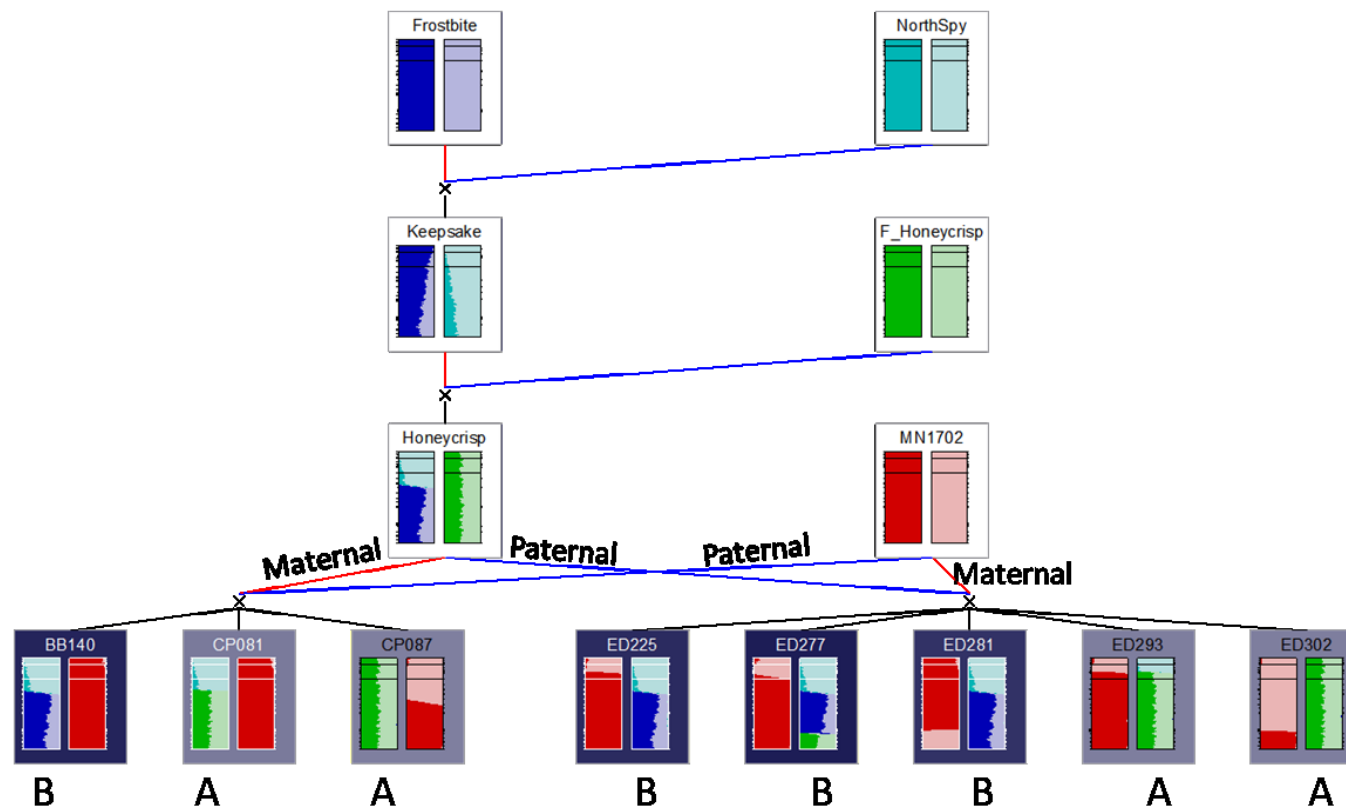 Frostbite
NorthSpy
Keepsake
F_Honeycrisp
Honeycrisp
MN1702
Maternal
Paternal
Paternal
Maternal
BB140
CP081
CP087
ED225
ED277
ED281
ED293
ED302
B
A
A
B
B
B
A
A